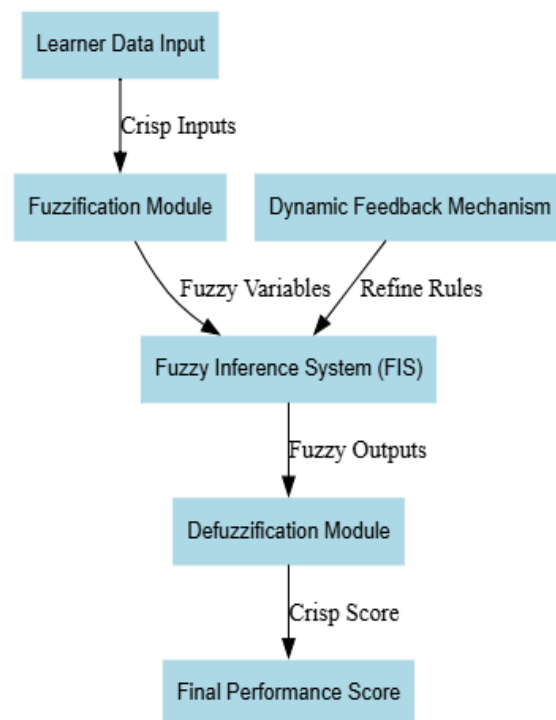 Learner Data Input
Crisp Inputs
Fuzzification Module
Dynamic Feedback Mechanism
Fuzzy Variables
Refine Rules
Fuzzy Inference System (FIS)
Fuzzy Outputs
Defuzzification Module
Crisp Score
Final Performance Score